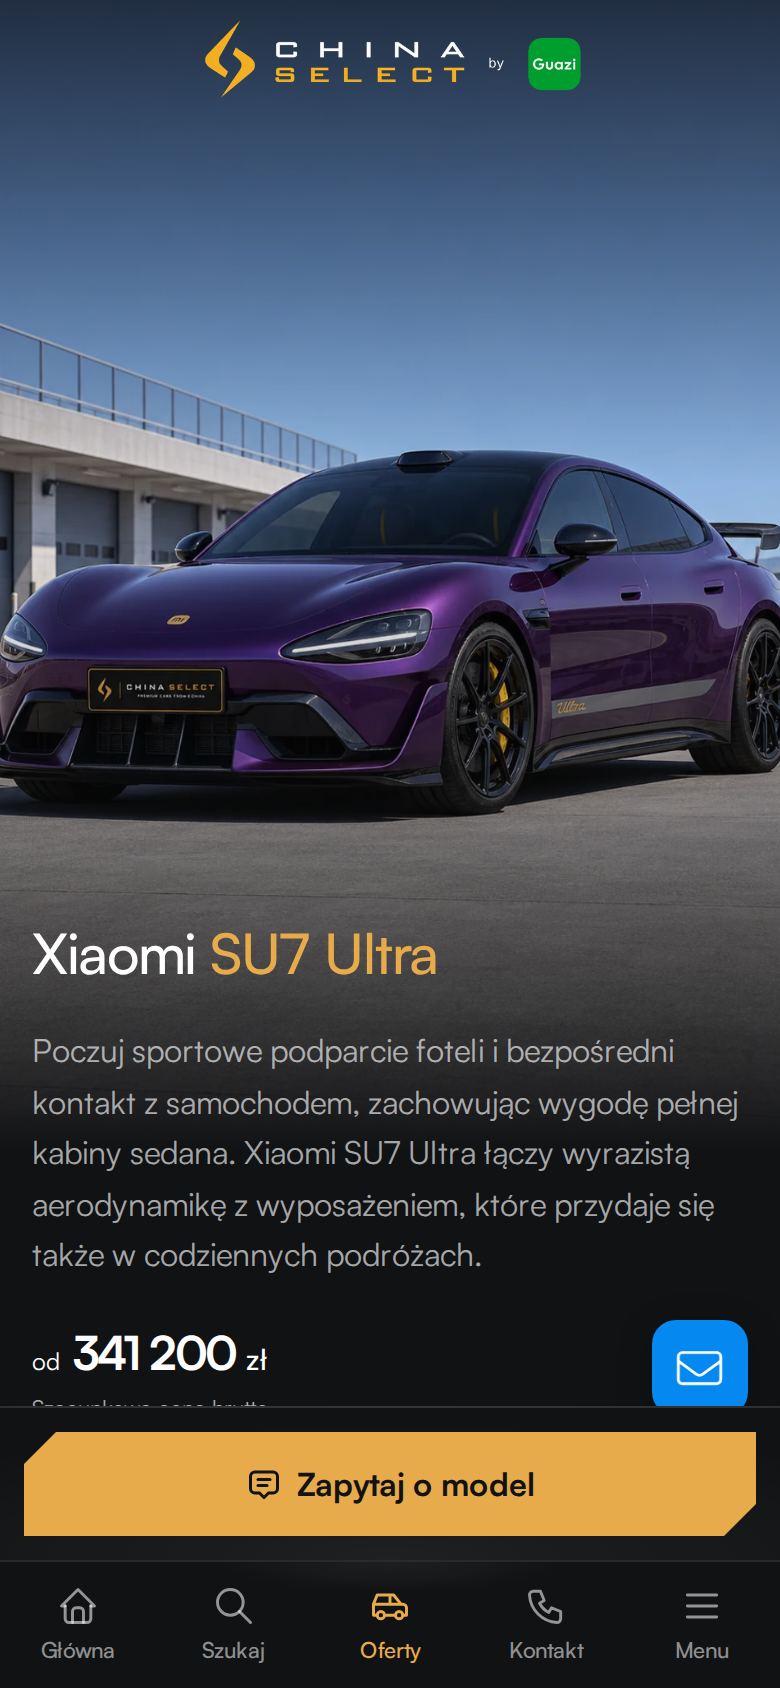 CHINA
SELECT
by
Guazi
CHINA SELECT
Ultra
Xiaomi SU7 Ultra
Poczuj sportowe podparcie foteli i bezpośredni
kontakt z samochodem, zachowując wygodę pełnej
kabiny sedana. Xiaomi SU7 Ultra łączy wyrazistą
aerodynamikę z wyposażeniem, które przydaje się
także w codziennych podróżach.
od 341 200 zł
Zapytaj o model
Główna
Szukaj
Oferty
Kontakt
Menu